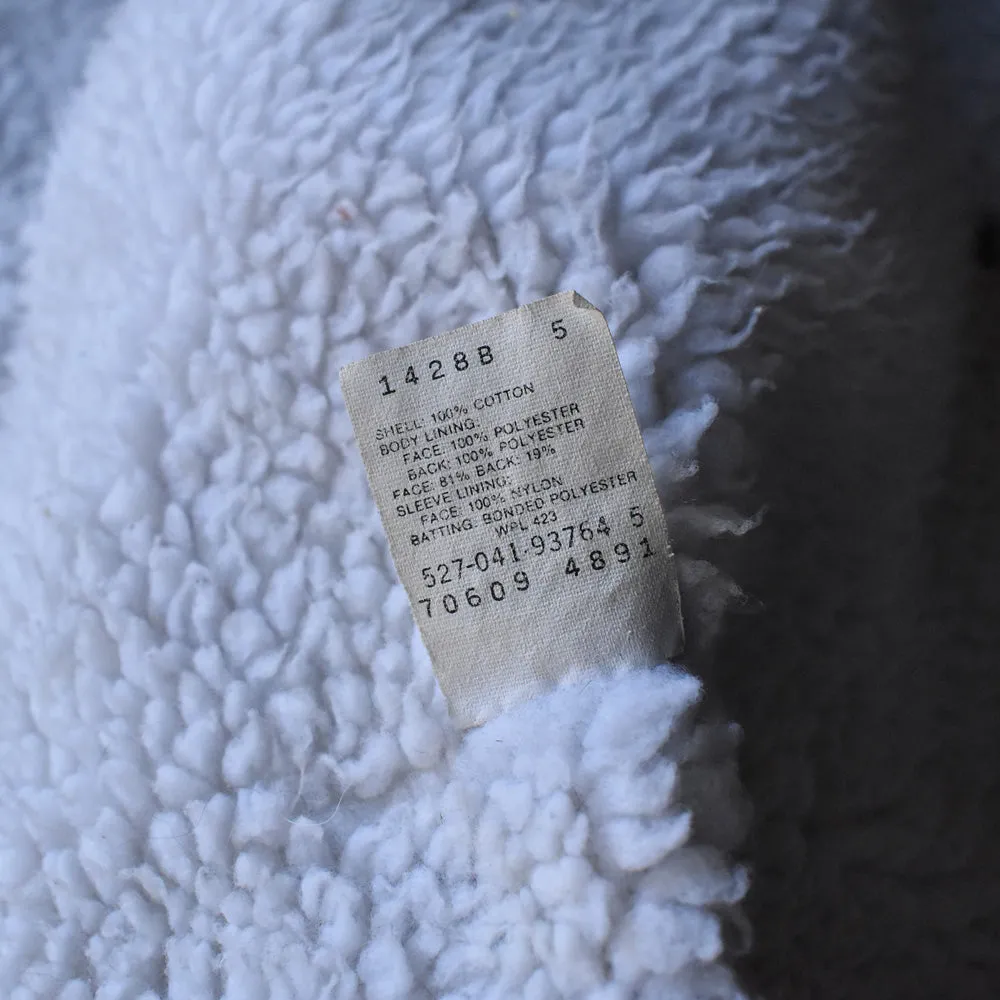 1428B 5
SHELL: 100% COTTON
BODY LINING:
FACE: 100% POLYESTER
BACK: 100% POLYESTER
FACE: 81% BACK: 19%
SLEEVE LINING:
FACE: 100% NYLON
BATTING: BONDED POLYESTER
WPL 423
527-041-93764 5
70609 4891